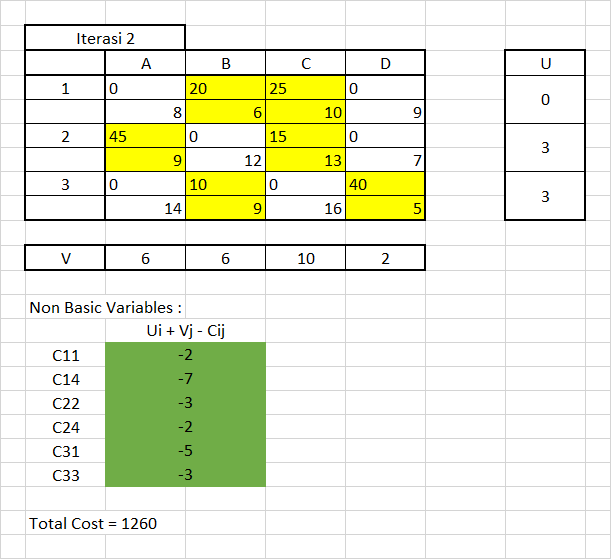 Iterasi 2
A B C D U
1 0 20 25 0 0
8 6 10 9
2 45 0 15 0 3
9 12 13 7
3 0 10 0 40 3
14 9 16 5
V 6 6 10 2
Non Basic Variables :
Ui + Vj - Cij
C11 -2
C14 -7
C22 -3
C24 -2
C31 -5
C33 -3
Total Cost = 1260